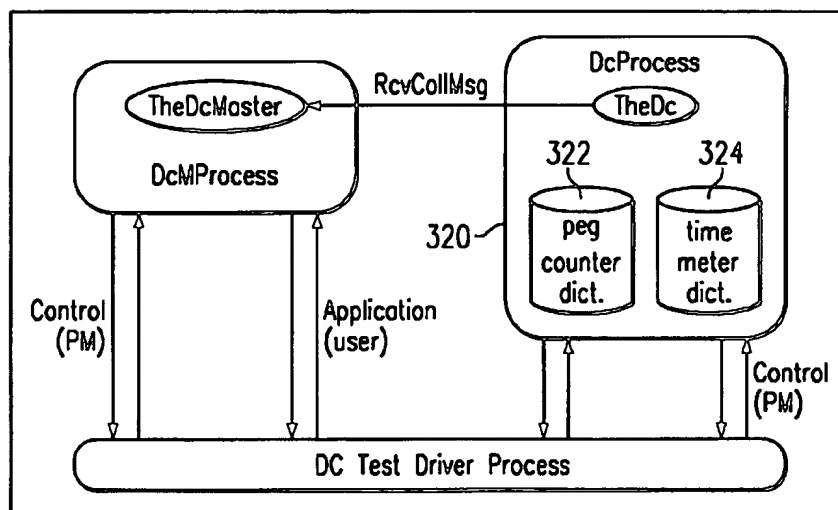 RcvCollMsg
TheDcMaster
DcMProcess
DcProcess
TheDc
322
324
320
peg
counter
dict.
time
meter
dict.
Control
(PM)
Application
(user)
Control
(PM)
DC Test Driver Process